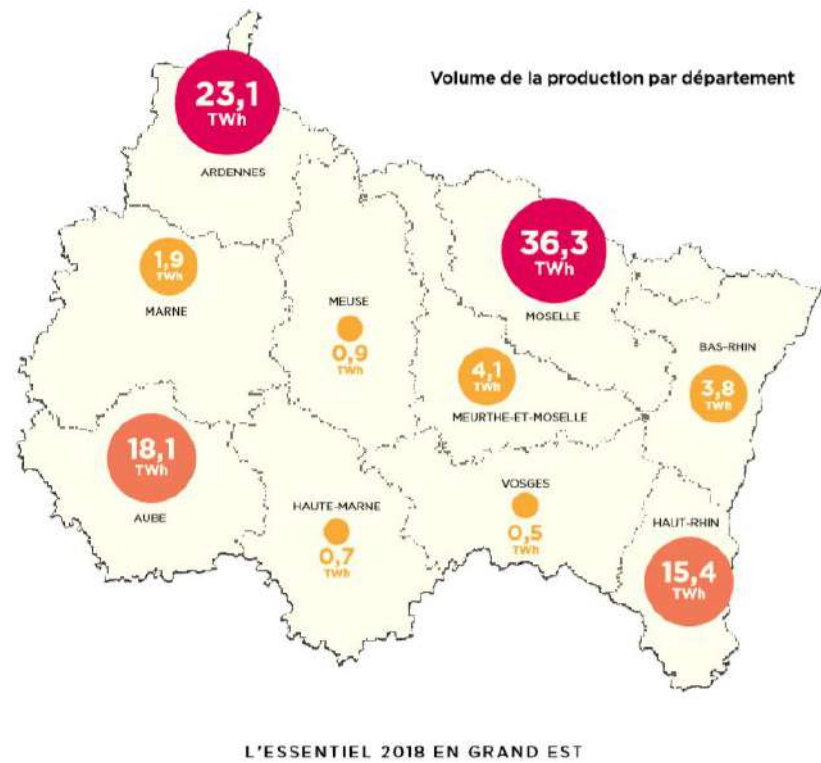 Volume de la production par département
23,1
TWh
ARDENNES
36,3
TWh
MOSELLE
1,9
TWh
MARNE
MEUSE
0,9
TWh
4,1
TWh
MEURTHE-ET-MOSELLE
BAS-RHIN
3,8
TWh
18,1
TWh
AUBE
HAUTE-MARNE
0,7
TWh
VOSGES
0,5
TWh
HAUT-RHIN
15,4
TWh
L'ESSENTIEL 2018 EN GRAND EST